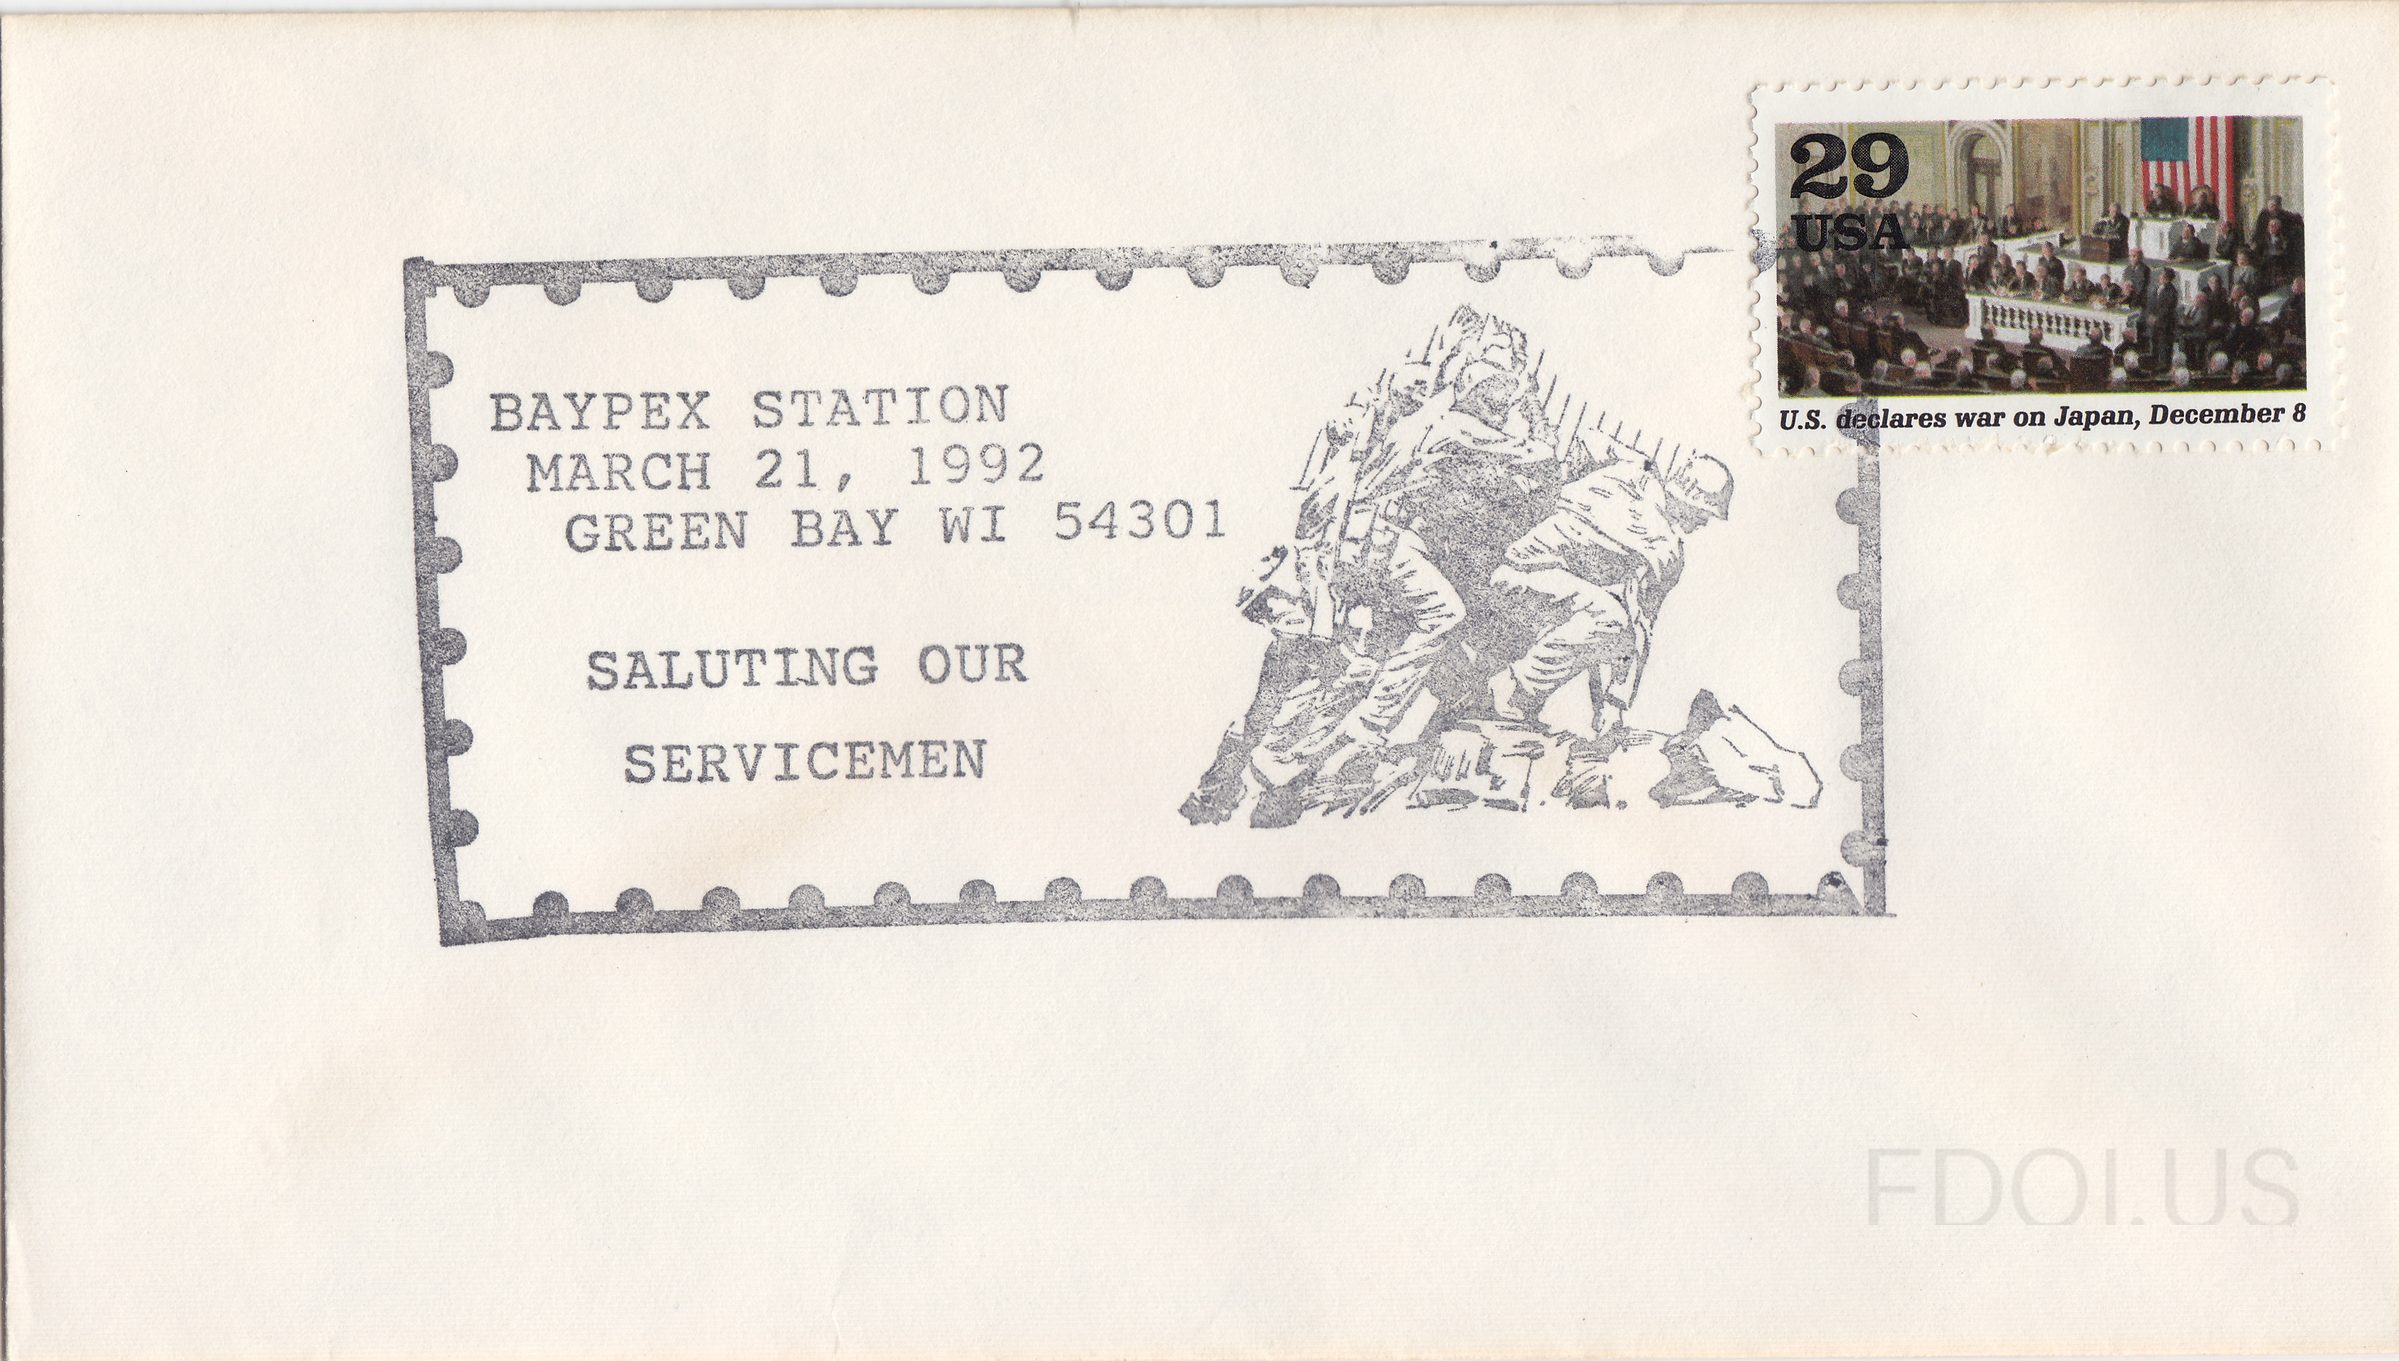 29
USA
U.S. declares war on Japan, December 8
BAYPEX STATION
MARCH 21, 1992
GREEN BAY WI 54301
SALUTING OUR
SERVICEMEN
FDOI.US